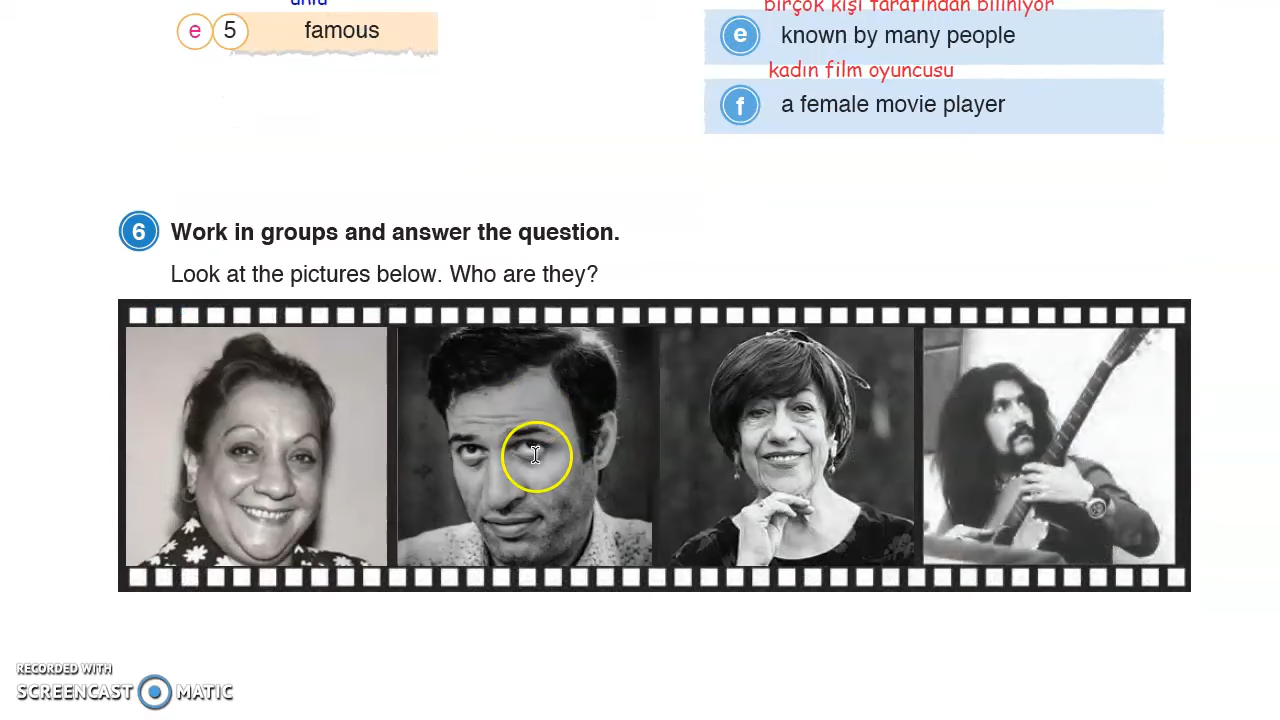 birçok kişi tarafından biliniyor
e 5 famous
e known by many people
kadın film oyuncusu
f a female movie player
6 Work in groups and answer the question.
Look at the pictures below. Who are they?
RECORDED WITH
SCREENCAST MATIC